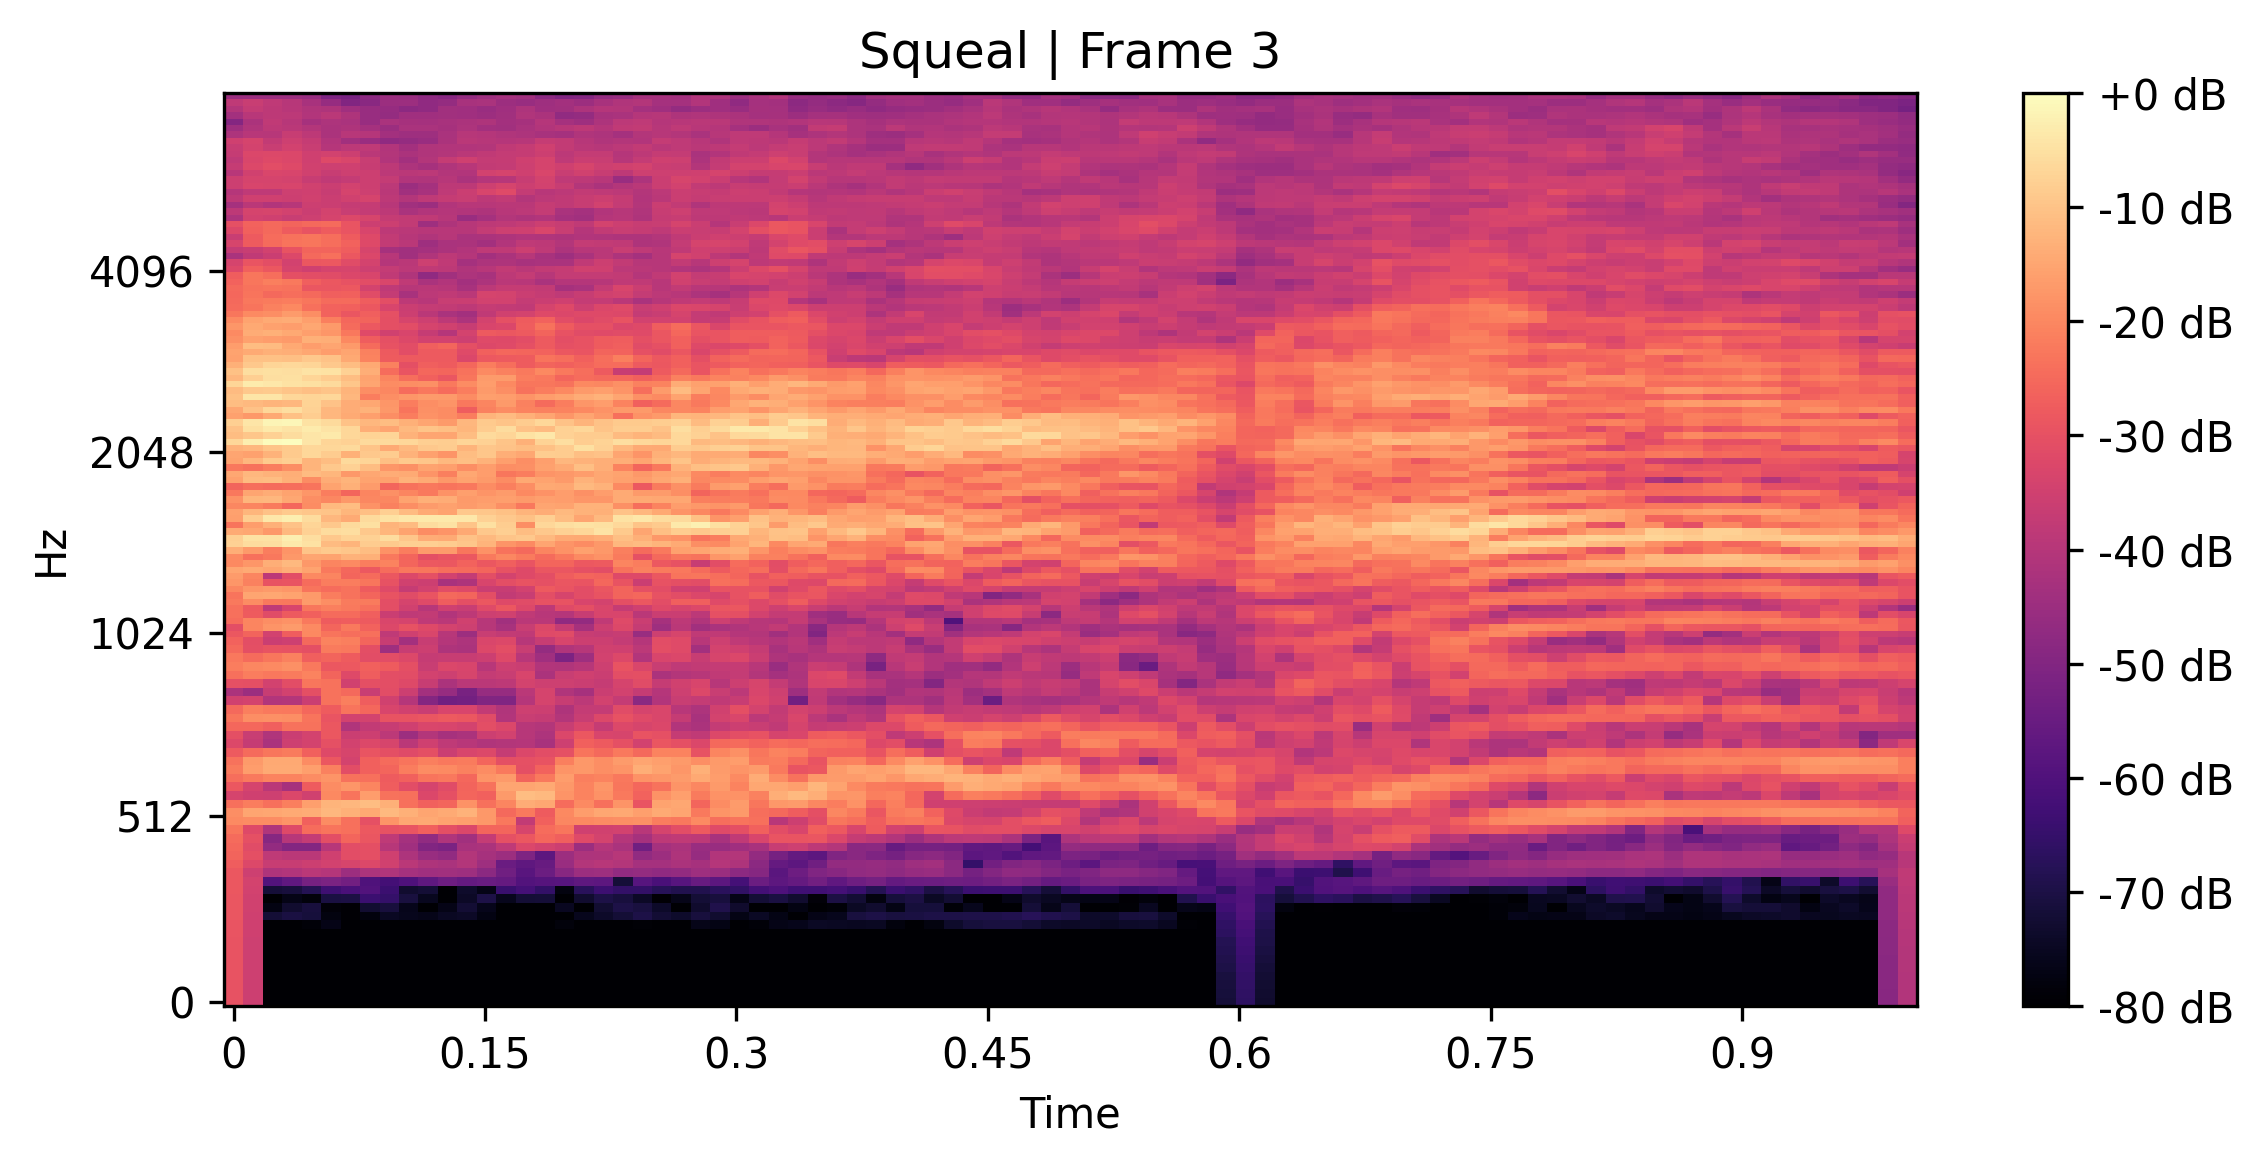 Squeal | Frame 3
Hz
4096
2048
1024
512
0
0 0.15 0.3 0.45 0.6 0.75 0.9
Time
+0 dB
-10 dB
-20 dB
-30 dB
-40 dB
-50 dB
-60 dB
-70 dB
-80 dB